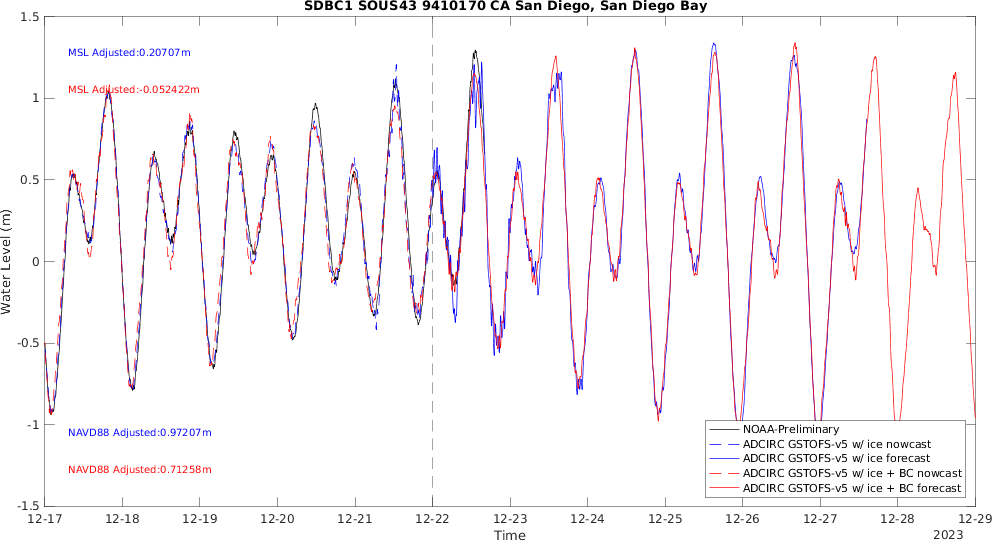 SDBC1 SOUS43 9410170 CA San Diego, San Diego Bay
1.5
MSL Adjusted:0.20707m
MSL Adjusted:-0.052422m
1
0.5
0
-0.5
-1
-1.5
Water Level (m)
NAVD88 Adjusted:0.97207m
NAVD88 Adjusted:0.71258m
NOAA-Preliminary
ADCIRC GSTOFS-v5 w/ ice nowcast
ADCIRC GSTOFS-v5 w/ ice forecast
ADCIRC GSTOFS-v5 w/ ice + BC nowcast
ADCIRC GSTOFS-v5 w/ ice + BC forecast
12-17 12-18 12-19 12-20 12-21 12-22 12-23 12-24 12-25 12-26 12-27 12-28 12-29
Time
2023